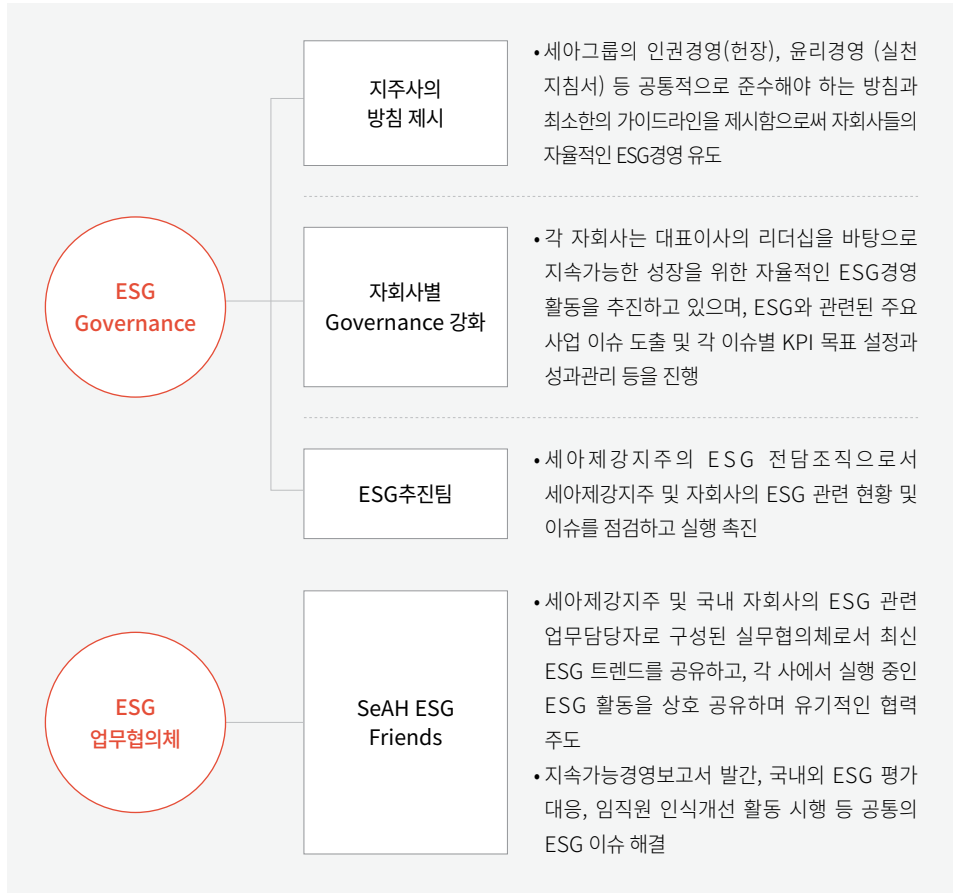 지주사의
방침 제시
• 세아그룹의 인권경영(헌장), 윤리경영 (실천
지침서) 등 공통적으로 준수해야 하는 방침과
최소한의 가이드라인을 제시함으로써 자회사들의
자율적인 ESG경영 유도
ESG
Governance
자회사별
Governance 강화
• 각 자회사는 대표이사의 리더십을 바탕으로
지속가능한 성장을 위한 자율적인 ESG경영
활동을 추진하고 있으며, ESG와 관련된 주요
사업 이슈 도출 및 각 이슈별 KPI 목표 설정과
성과관리 등을 진행
ESG추진팀
• 세아제강지주의 ESG 전담조직으로서
세아제강지주 및 자회사의 ESG 관련 현황 및
이슈를 점검하고 실행 촉진
ESG
업무협의체
SeAH ESG
Friends
• 세아제강지주 및 국내 자회사의 ESG 관련
업무담당자로 구성된 실무협의체로서 최신
ESG 트렌드를 공유하고, 각 사에서 실행 중인
ESG 활동을 상호 공유하며 유기적인 협력
주도
• 지속가능경영보고서 발간, 국내외 ESG 평가
대응, 임직원 인식개선 활동 시행 등 공통의
ESG 이슈 해결